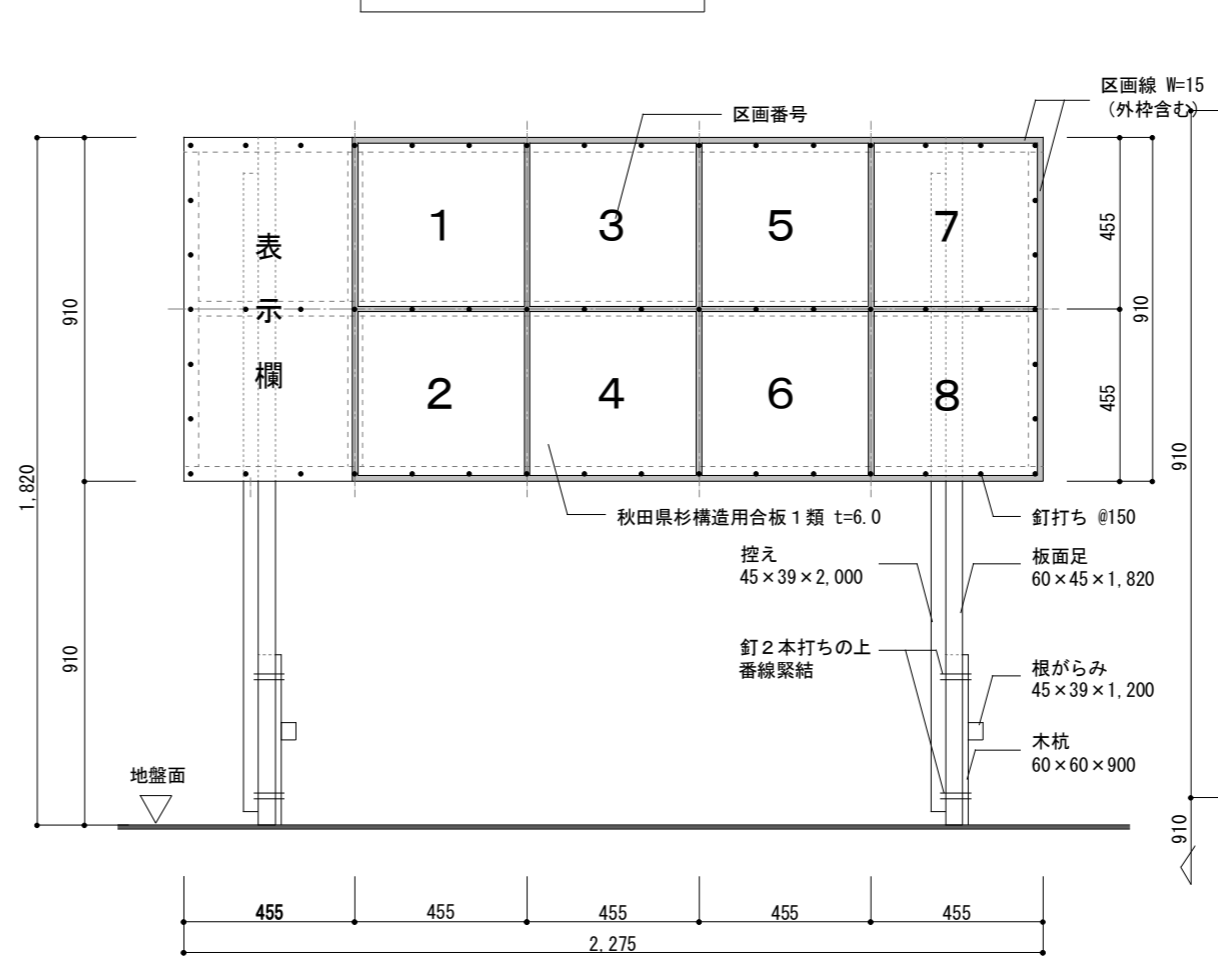 区画線 W=15
（外枠含む）
区画番号
表示欄
1
3
5
7
2
4
6
8
455
455
910
910
910
910
1,820
910
秋田県杉構造用合板１類 t=6.0
釘打ち @150
控え
45×39×2,000
板面足
60×45×1,820
釘２本打ちの上
番線緊結
根がらみ
45×39×1,200
木杭
60×60×900
地盤面
455
455
455
455
455
2,275